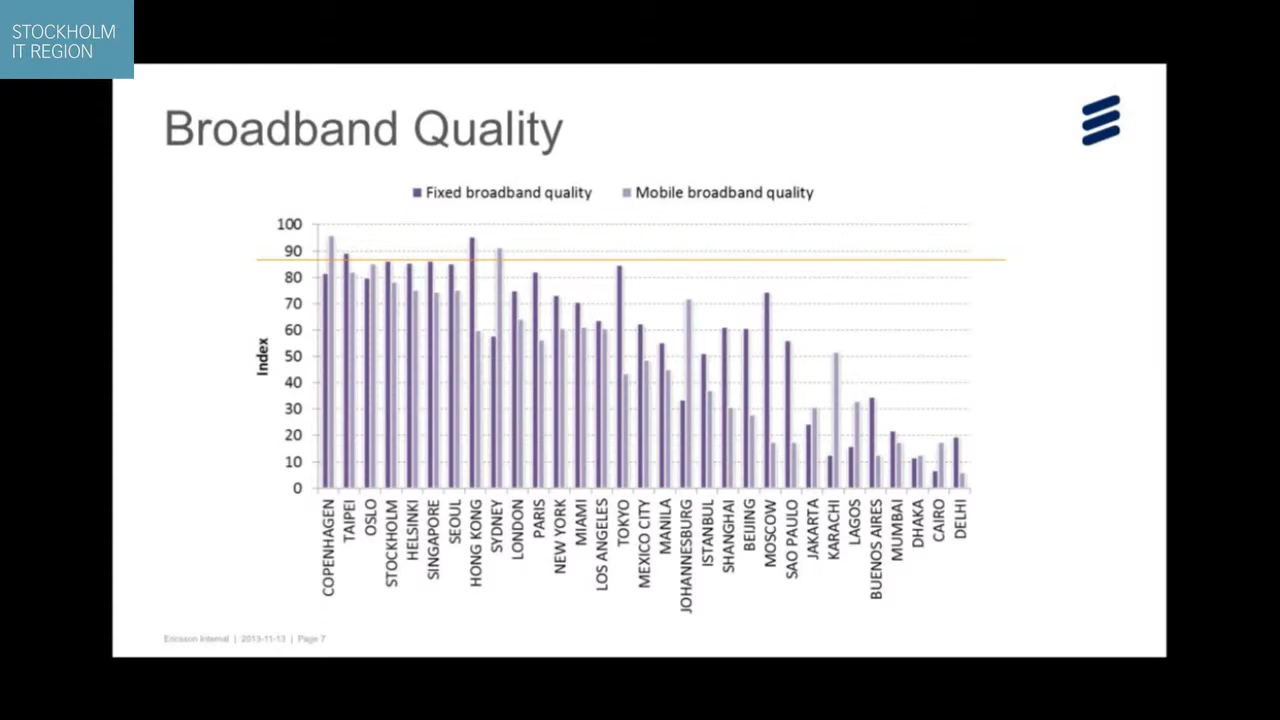 STOCKHOLM
IT REGION
Broadband Quality
Fixed broadband quality
Mobile broadband quality
100
90
80
70
60
50
40
30
20
10
0
Index
COPENHAGEN
TAIPEI
OSLO
STOCKHOLM
HELSINKI
SINGAPORE
SEOUL
HONG KONG
SYDNEY
LONDON
PARIS
NEW YORK
MIAMI
LOS ANGELES
TOKYO
MEXICO CITY
MANILA
JOHANNESBURG
ISTANBUL
SHANGHAI
BEIJING
MOSCOW
SAO PAULO
JAKARTA
KARACHI
LAGOS
BUENOS AIRES
MUMBAI
DHAKA
CAIRO
DELHI
Ericsson Internal | 2013-11-13 | Page 7